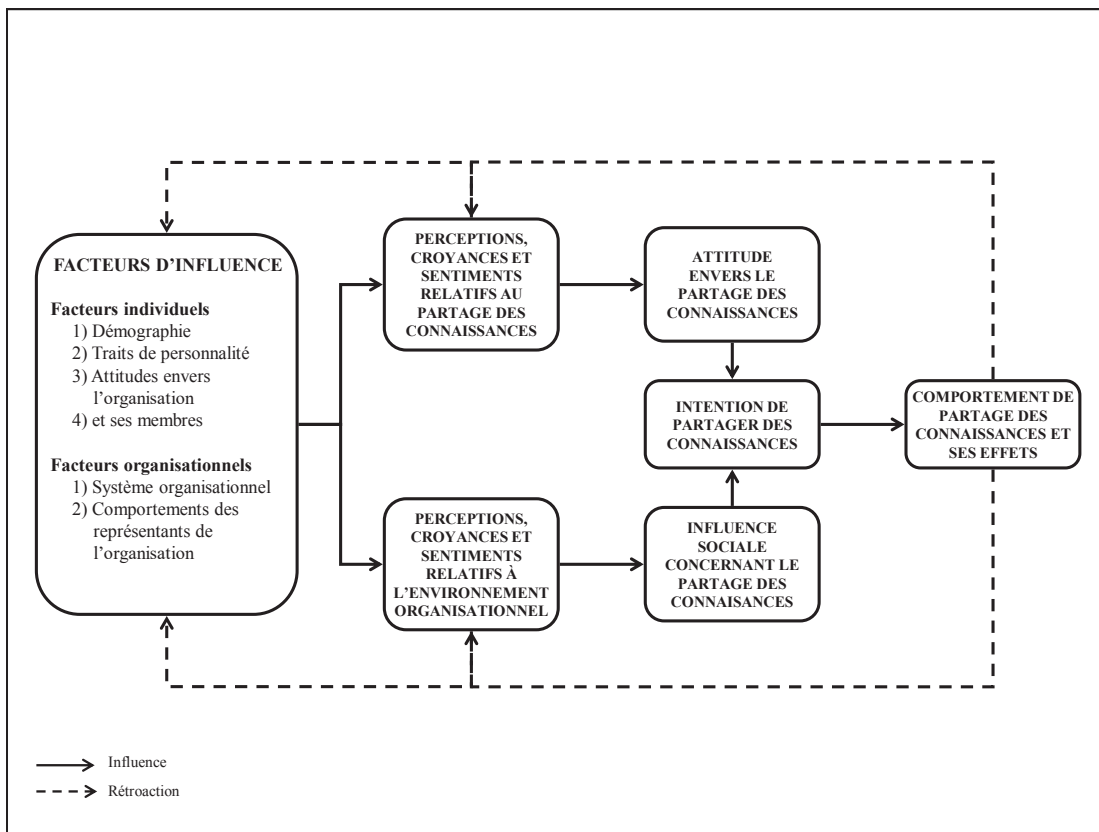 FACTEURS D'INFLUENCE
Facteurs individuels
1) Démographie
2) Traits de personnalité
3) Attitudes envers
l'organisation
4) et ses membres
Facteurs organisationnels
1) Système organisationnel
2) Comportements des
représentants de
l'organisation
PERCEPTIONS,
CROYANCES ET
SENTIMENTS
RELATIFS AU
PARTAGE DES
CONNAISSANCES
ATTITUDE
ENVERS LE
PARTAGE DES
CONNAISSANCES
INTENTION DE
PARTAGER DES
CONNAISSANCES
COMPORTEMENT DE
PARTAGE DES
CONNAISSANCES ET
SES EFFETS
PERCEPTIONS,
CROYANCES ET
SENTIMENTS
RELATIFS À
L'ENVIRONNEMENT
ORGANISATIONNEL
INFLUENCE
SOCIALE
CONCERNANT LE
PARTAGE DES
CONNAISANCES
Influence
Rétroaction